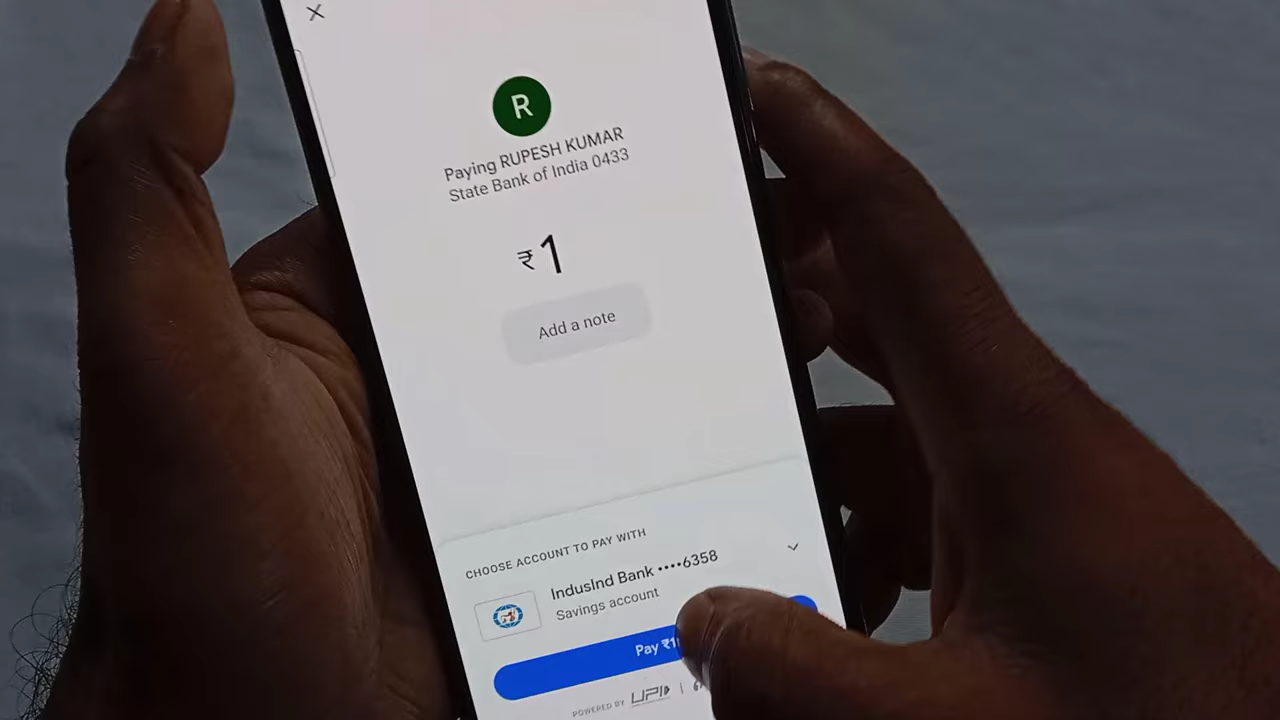 R
Paying RUPESH KUMAR
State Bank of India 0433
₹1
Add a note
CHOOSE ACCOUNT TO PAY WITH
IndusInd Bank ••••6358
Savings account
Pay ₹1
POWERED BY UPI